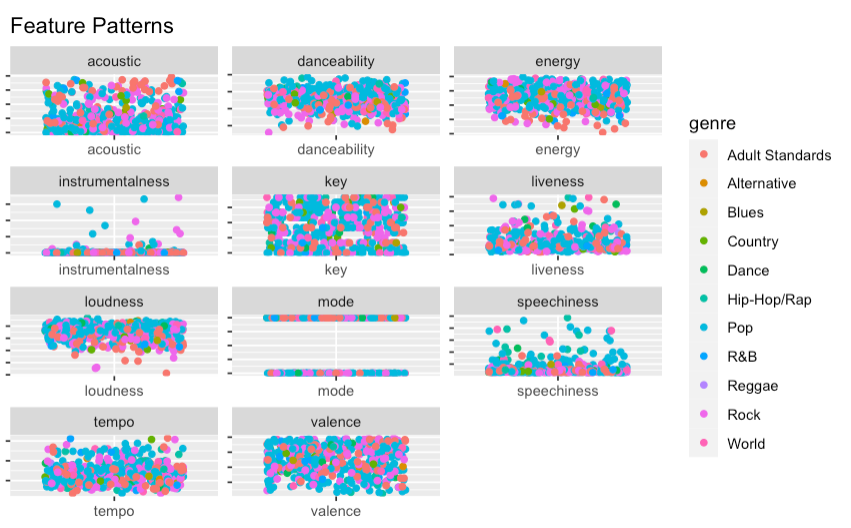 Feature Patterns
acoustic
danceability
energy
acoustic
danceability
energy
instrumentalness
key
liveness
instrumentalness
key
liveness
loudness
mode
speechiness
loudness
mode
speechiness
tempo
valence
tempo
valence
genre
Adult Standards
Alternative
Blues
Country
Dance
Hip-Hop/Rap
Pop
R&B
Reggae
Rock
World